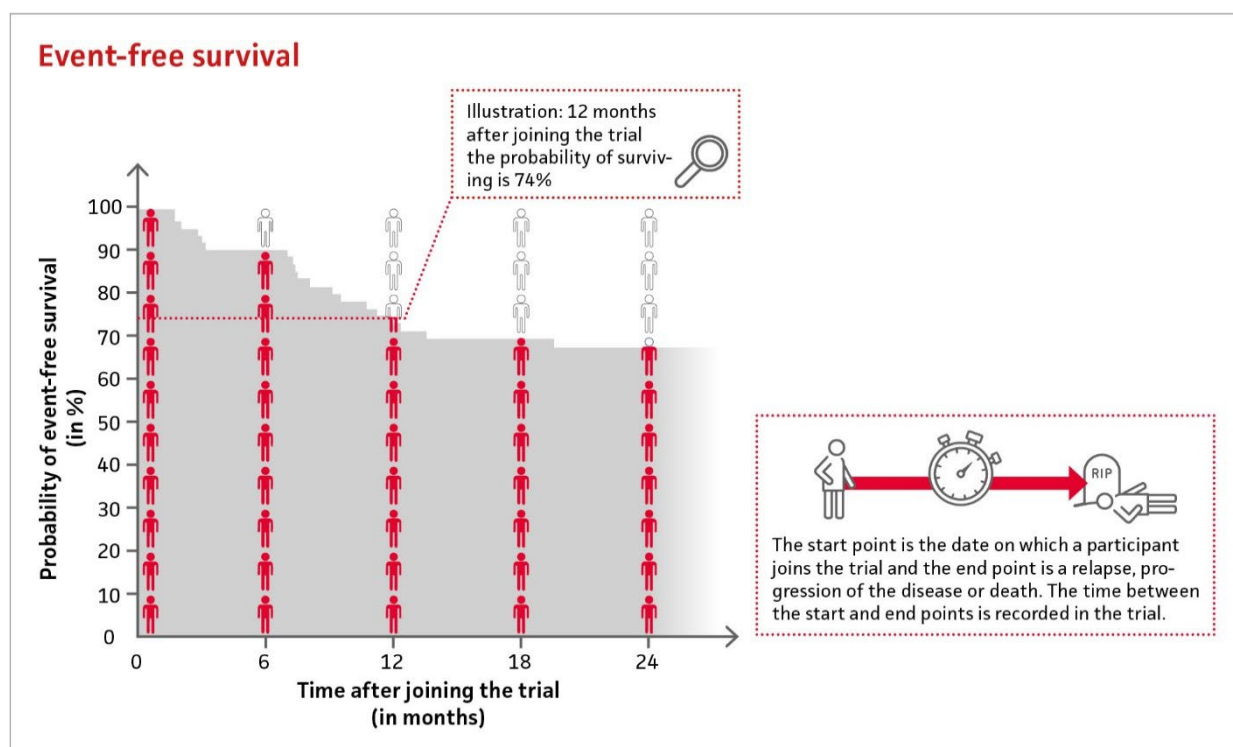 Event-free survival
Illustration: 12 months
after joining the trial
the probability of surviv-
ing is 74%
Probability of event-free survival
(in %)
100
90
80
70
60
50
40
30
20
10
0
0 6 12 18 24
Time after joining the trial
(in months)
RIP
The start point is the date on which a participant
joins the trial and the end point is a relapse, pro-
gression of the disease or death. The time between
the start and end points is recorded in the trial.